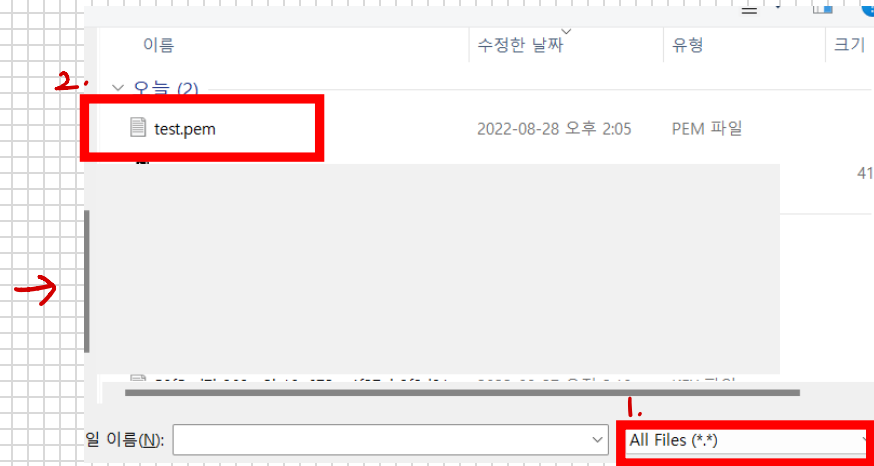 이름 수정한 날짜 유형 크기
2. 오늘 (2)
test.pem 2022-08-28 오후 2:05 PEM 파일
41
1.
일 이름(N): All Files (*.*)